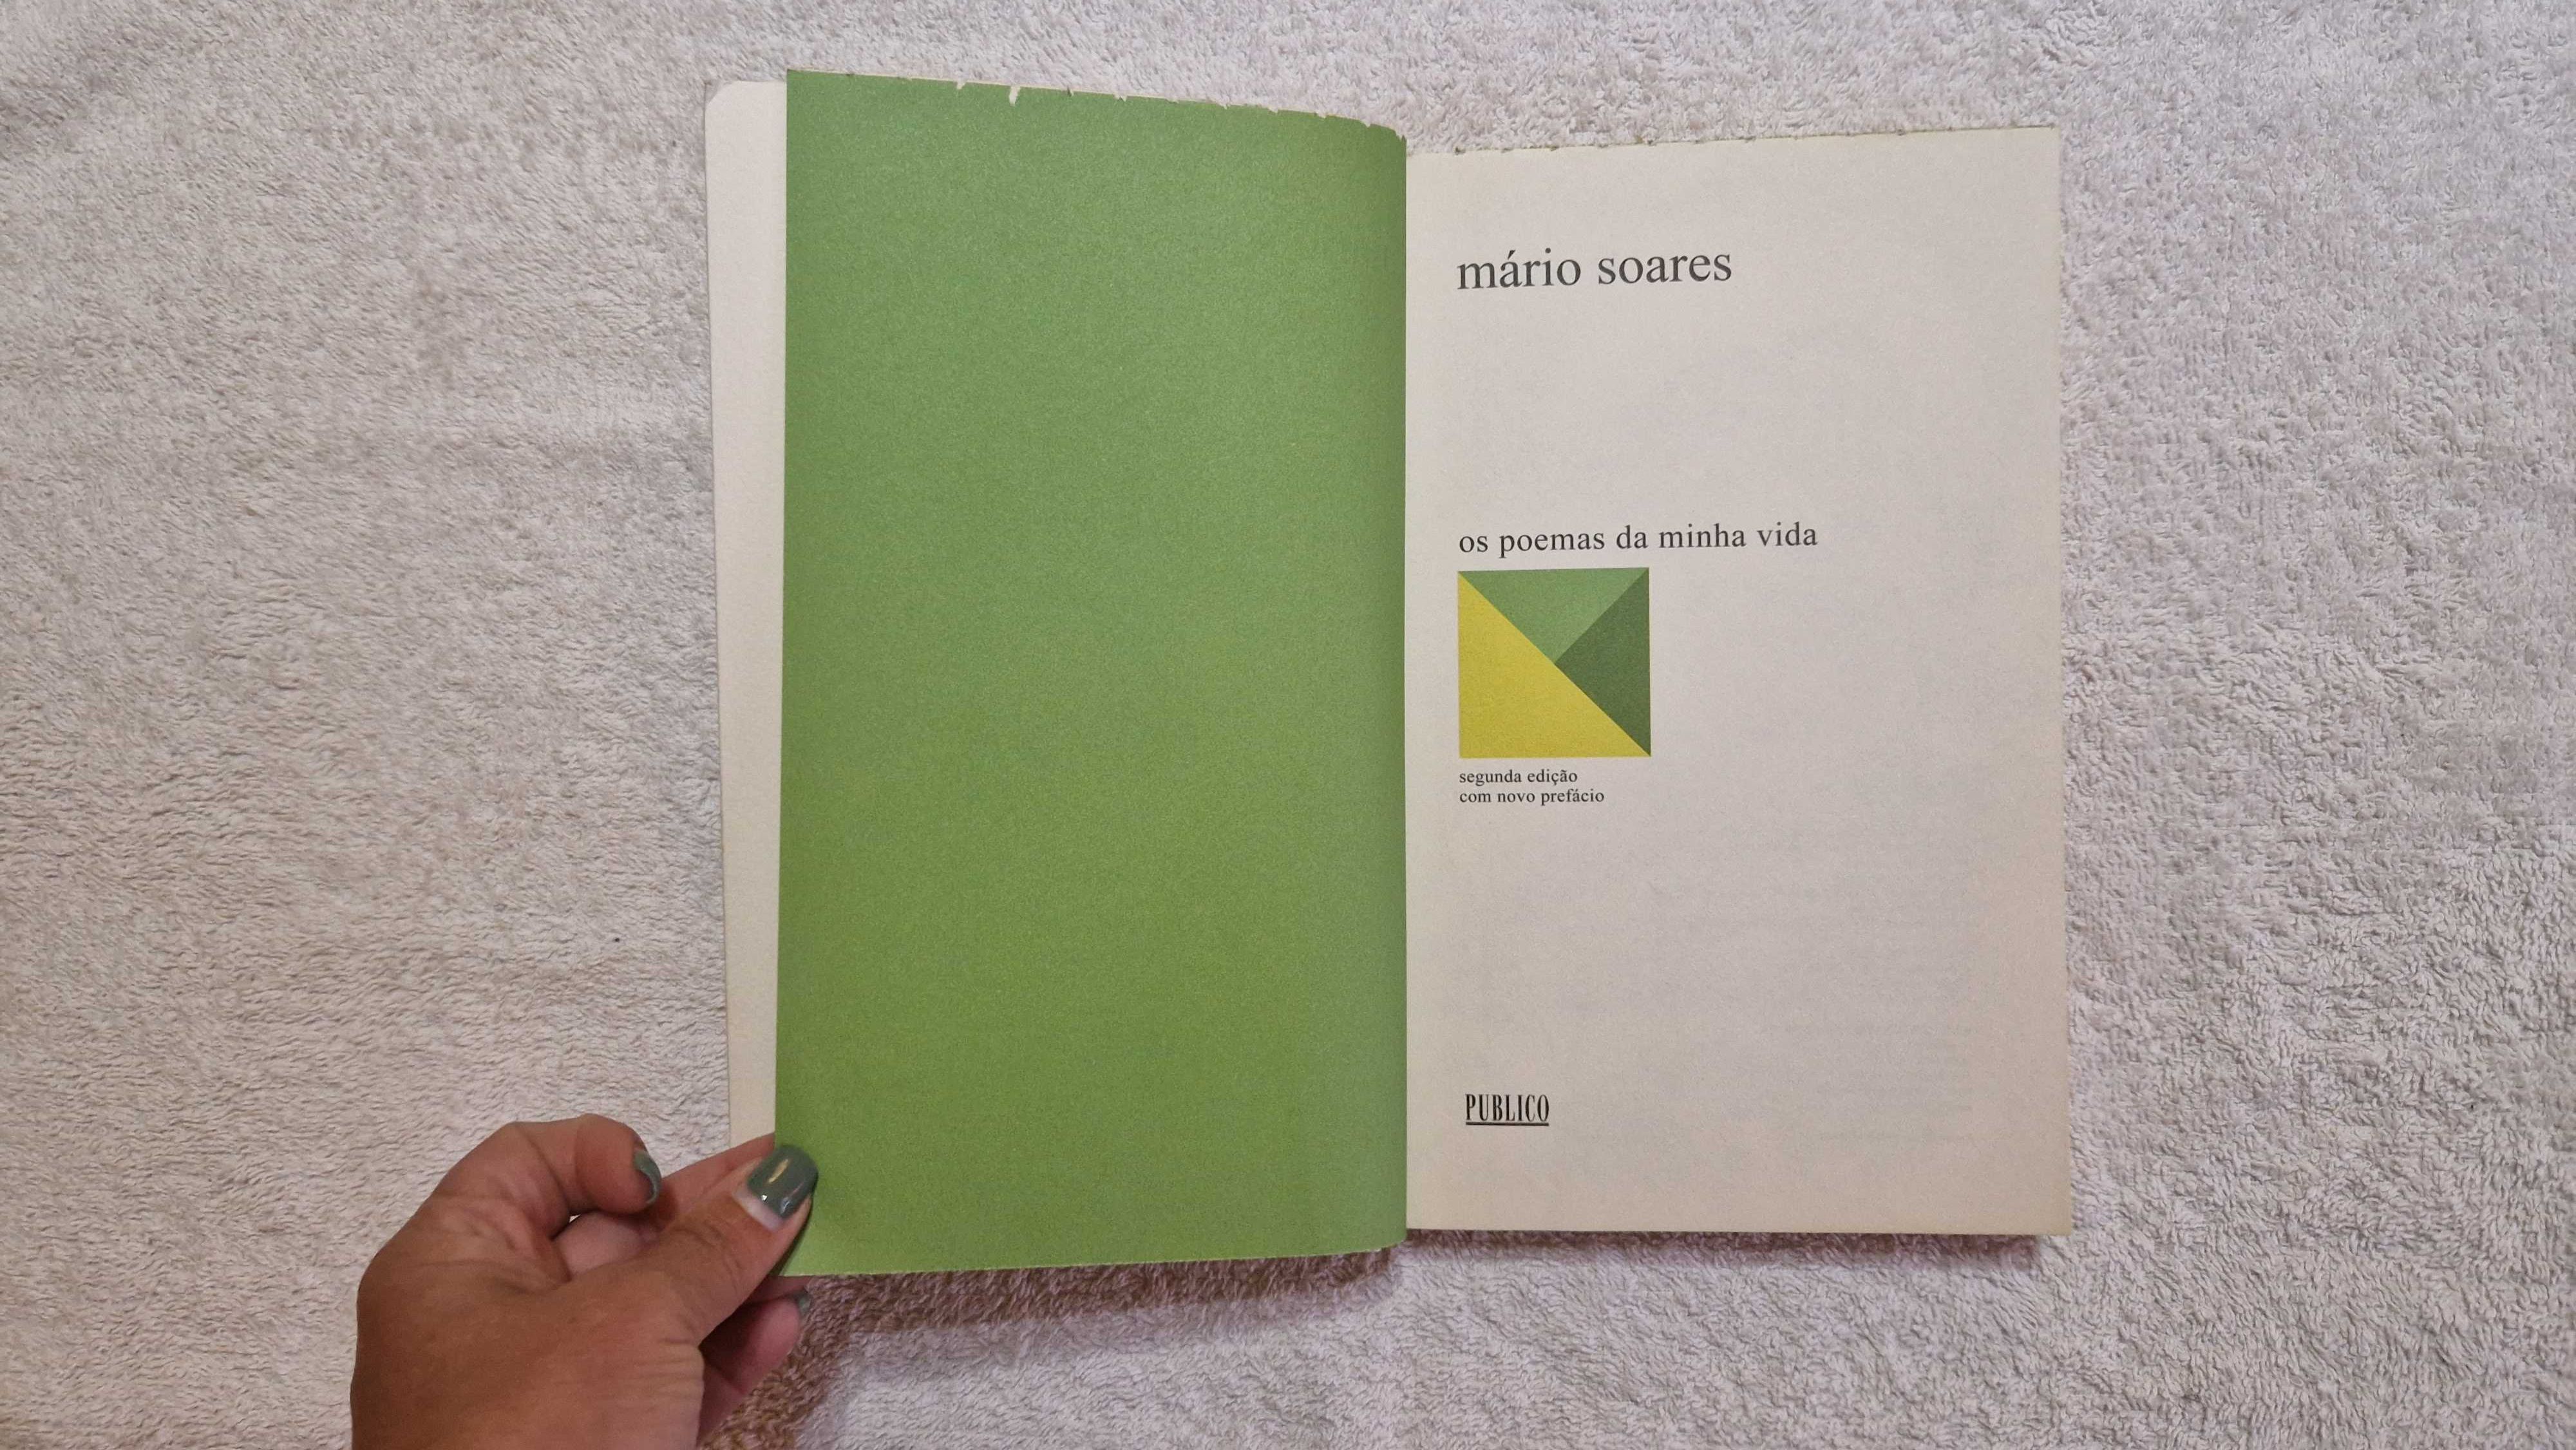 mário soares
os poemas da minha vida
segunda edição
com novo prefácio
PUBLICO